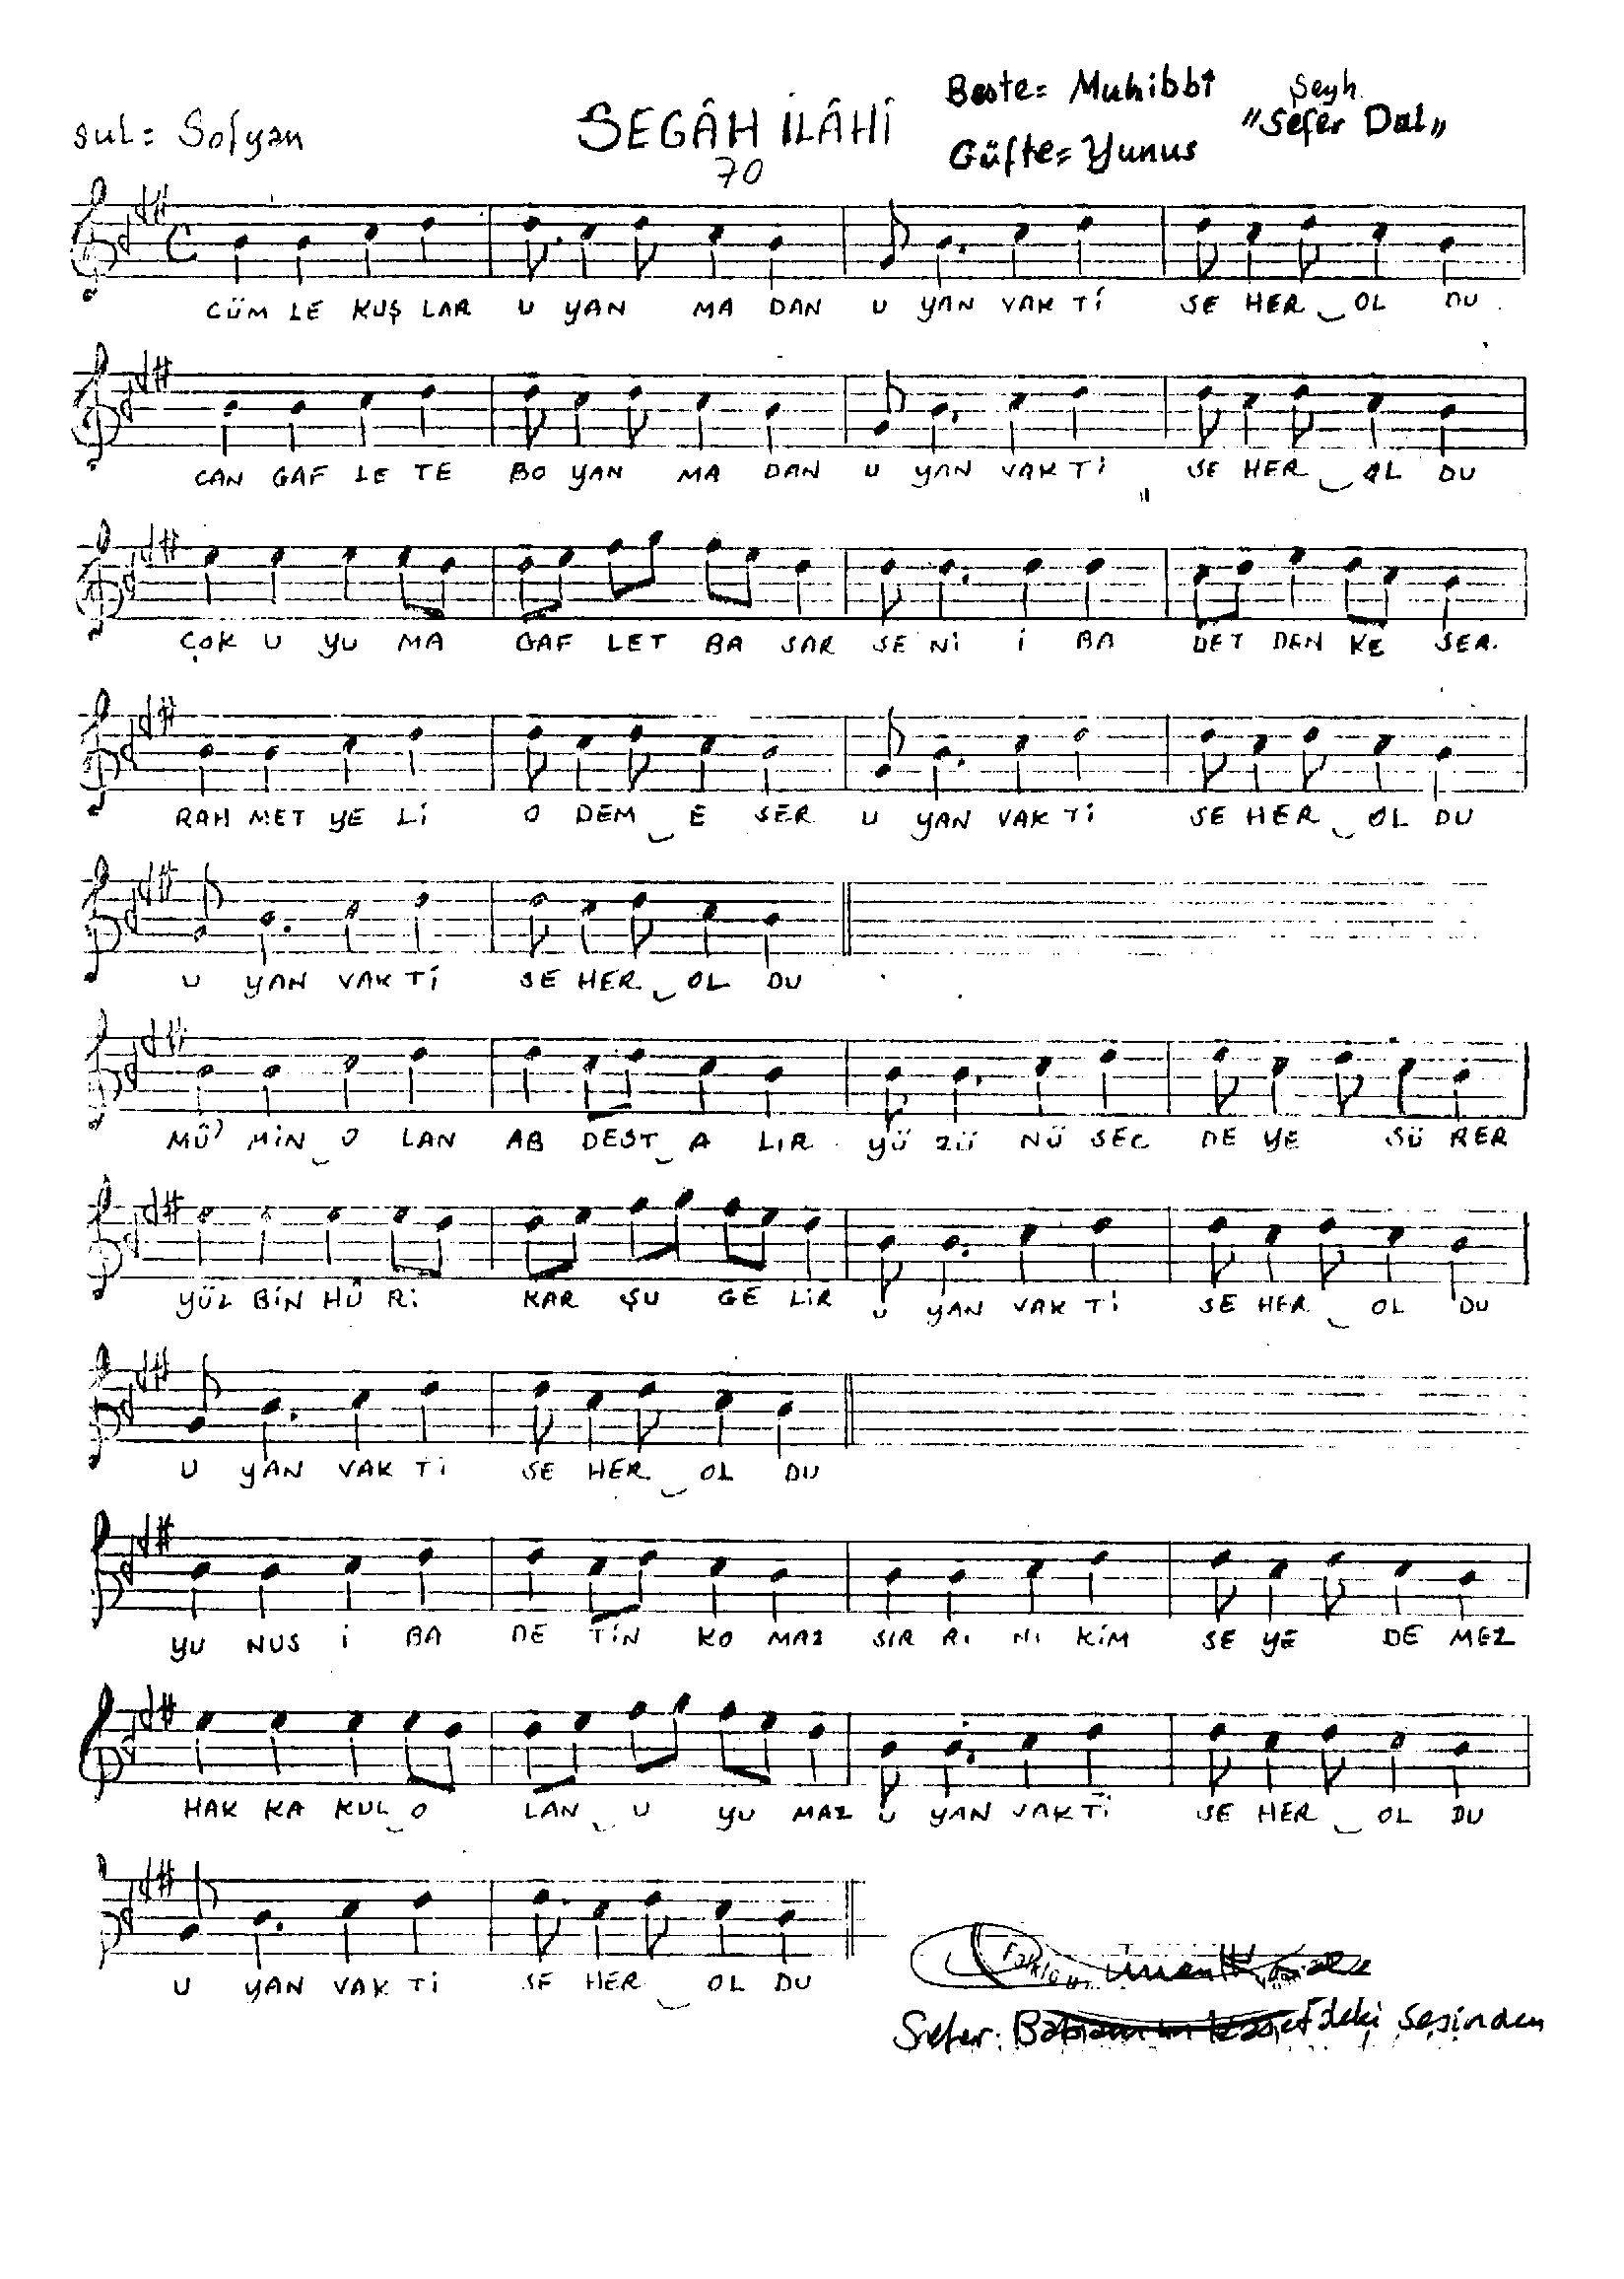 sul = Sofyan
SEGÂH İLÂHİ
70
Beste = Muhibbî
Şeyh
"Sefer Dal"
Güfte = Yunus
CÜM LE KUŞ LAR U YAN MA DAN U YAN VAK Tİ SE HER ‿ OL DU
CAN GAF LE TE BO YAN MA DAN U YAN VAK Tİ SE HER ‿ OL DU
ÇOK U YU MA GAF LET BA SAR SE Nİ İ BA DET DEN KE SER.
RAH MET YE Lİ O DEM ‿ E SER U YAN VAK Tİ SE HER ‿ OL DU
U YAN VAK Tİ SE HER ‿ OL DU
MÜ' MİN ‿ O LAN AB DEST ‿ A LIR YÜ ZÜ NÜ SEC DE YE SÜ RER
YÜZ BİN HÛ Rİ KAR ŞU GE LİR U YAN VAK Tİ SE HER ‿ OL DU
U YAN VAK Tİ SE HER ‿ OL DU
YU NUS İ BA DE TİN KO MAZ SIR RI NI KİM SE YE DE MEZ
HAK KA KUL ‿ O LAN ‿ U YU MAZ U YAN VAK Tİ SE HER ‿ OL DU
U YAN VAK Tİ SE HER ‿ OL DU
Sefer